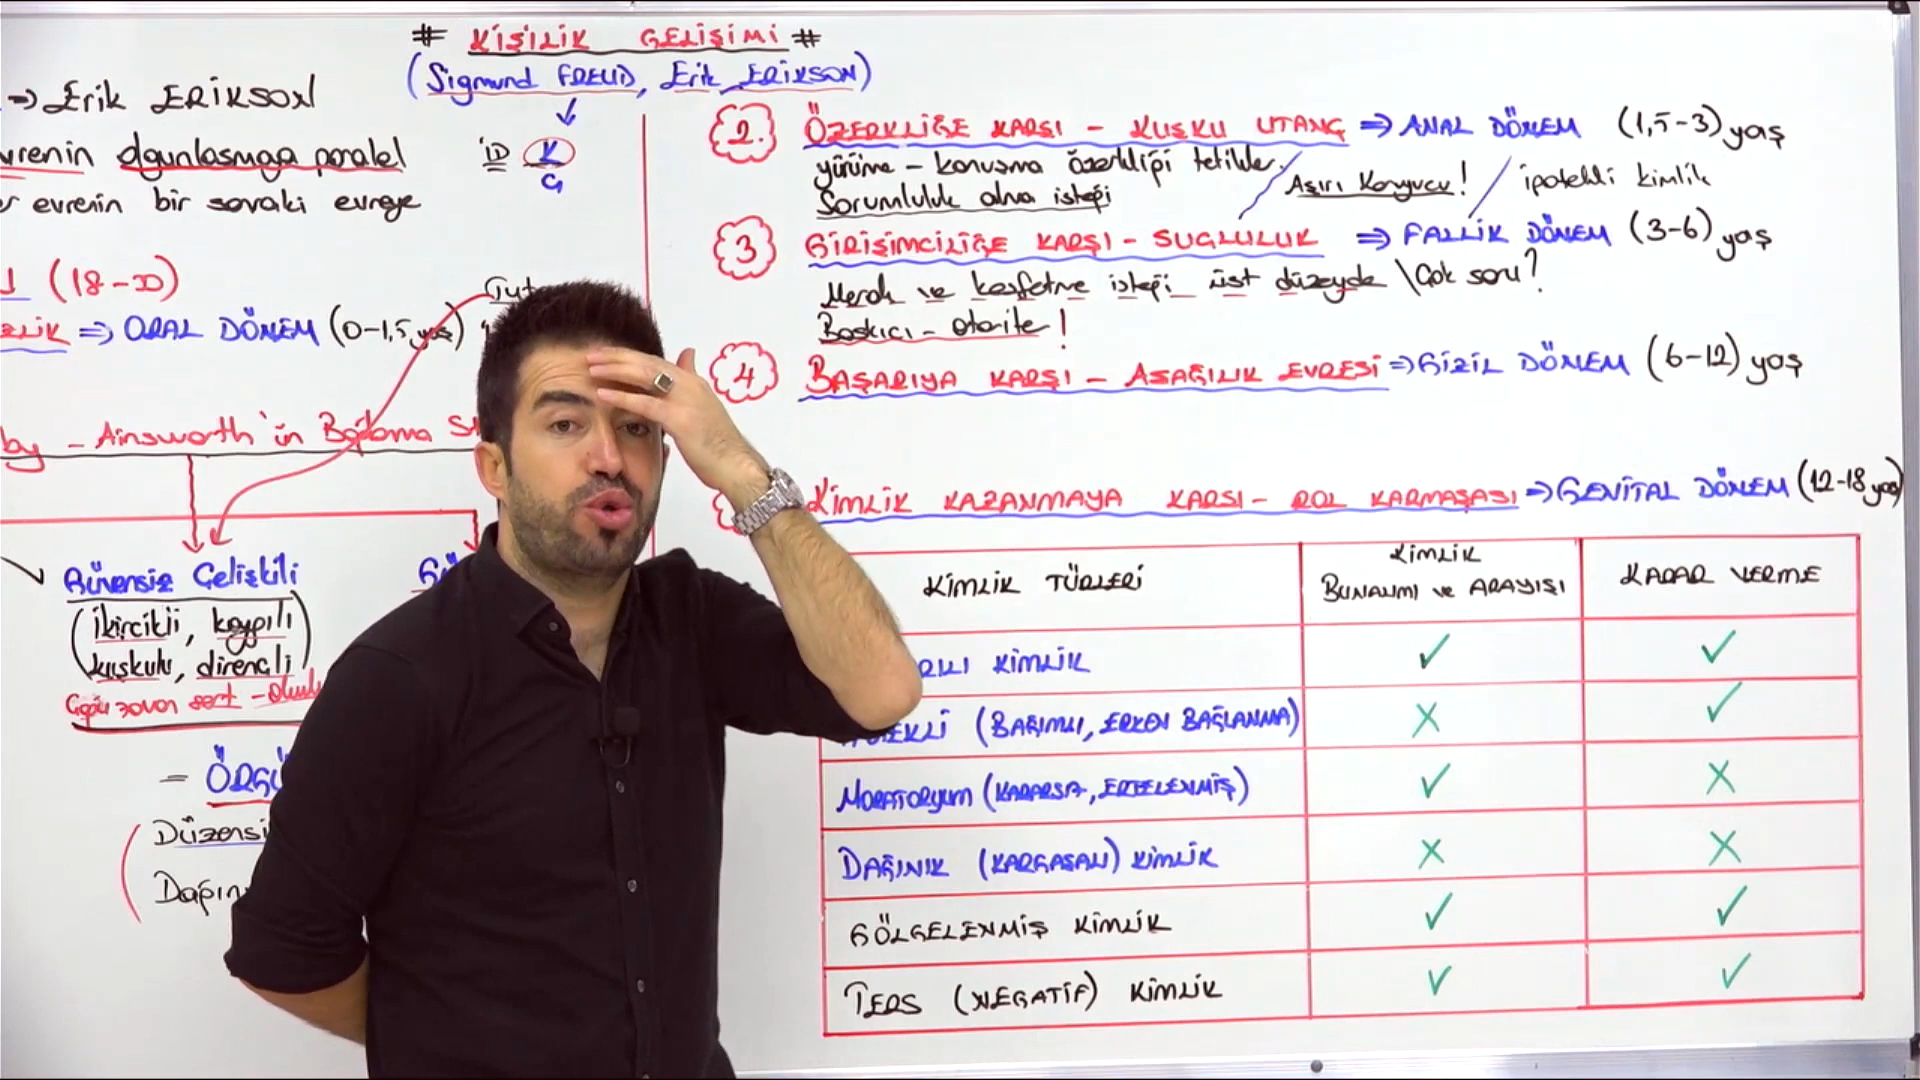 # KİŞİLİK GELİŞİMİ #
(Sigmund FREUD, Erik ERİKSON)
=> Erik ERİKSON
evrenin olgunlaşmaya paralel
evrenin bir sonraki evreye
(18-
=> ORAL DÖNEM (0-1,5 yaş)
by - Ainsworth'ün Bağlama
Güvensiz Çelişkili
(ikircikli, kaygılı
kuşkulu, dirençli)
- ÖRGÜ
Düzensi
Dağın
İD K
G
2. ÖZERKLİĞE KARŞI - KUŞKU UTANÇ => ANAL DÖNEM (1,5-3) yaş
yürüme - konuşma özerkliği tetikler.
Sorumluluk alma isteği
Aşırı Koruyucu!
ipotekli kimlik
3 GİRİŞİMCİLİĞE KARŞI - SUÇLULUK => FALLİK DÖNEM (3-6) yaş
Merak ve keşfetme isteği üst düzeyde \ Çok soru?
Baskıcı - otorite!
4 BAŞARIYA KARŞI - AŞAĞILIK EVRESİ => GİZİL DÖNEM (6-12) yaş
KİMLİK KAZANMAYA KARŞI - ROL KARMAŞASI => GENİTAL DÖNEM (12-18 yaş)
KİMLİK TÜRLERİ
KİMLİK BUNALIMI ve ARAYIŞI
KARAR VERME
KİMLİK ✓ ✓
(BAĞIMLI, ERKEN BAĞLANMA) X ✓
MORATORYUM (KARARSIZ, ERTELENMİŞ) ✓ X
DAĞINIK (KARGAŞALI) KİMLİK X X
GÖLGELENMİŞ KİMLİK ✓ ✓
TERS (NEGATİF) KİMLİK ✓ ✓